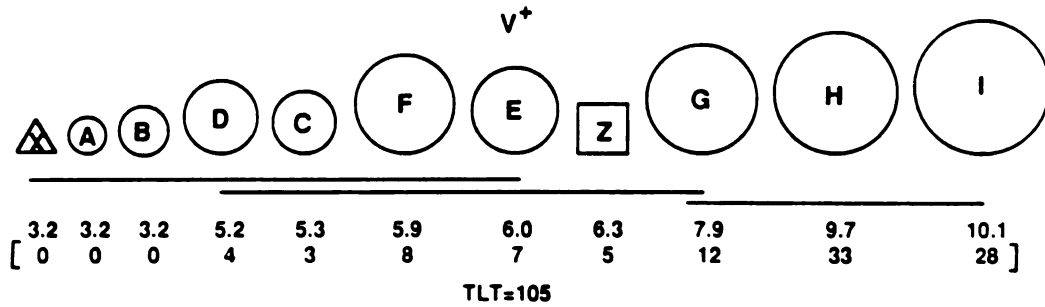 V+
X A B D C F E Z G H I
3.2 3.2 3.2 5.2 5.3 5.9 6.0 6.3 7.9 9.7 10.1
[ 0 0 0 4 3 8 7 5 12 33 28 ]
TLT=105